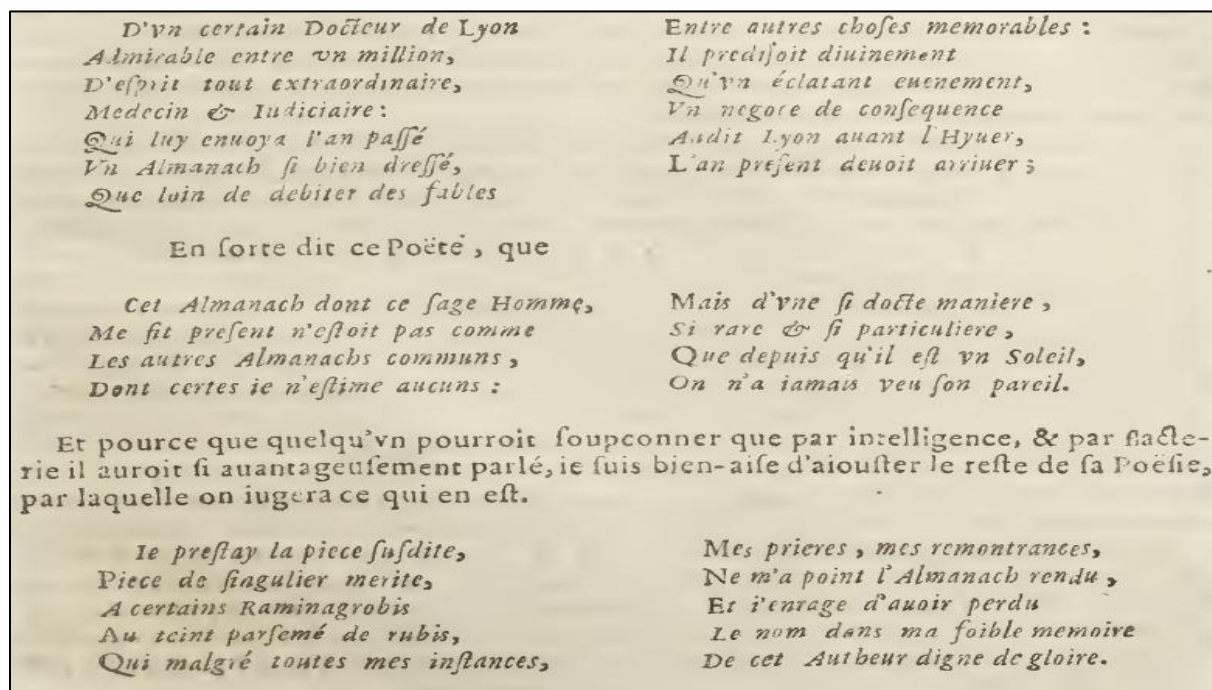 D'vn certain Docteur de Lyon
Admirable entre vn million,
D'eſprit tout extraordinaire,
Medecin & Iudiciaire:
Qui luy enuoya l'an paſſé
Vn Almanach ſi bien dreſſé,
Que loin de debiter des fables
Entre autres choſes memorables :
Il prediſoit diuinement
Qu'vn éclatant euenement,
Vn negoce de conſequence
Audit Lyon auant l'Hyuer,
L'an preſent deuoit arriuer ;
En ſorte dit ce Poëte, que
Cet Almanach dont ce ſage Homme,
Me fit preſent n'eſtoit pas comme
Les autres Almanachs communs,
Dont certes ie n'eſtime aucuns :
Mais d'vne ſi docte maniere,
Si rare & ſi particuliere,
Que depuis qu'il eſt vn Soleil,
On n'a iamais veu ſon pareil.
Et pource que quelqu'vn pourroit ſoupconner que par intelligence, & par flacte-
rie il auroit ſi auantageuſement parlé, ie ſuis bien-aiſe d'aiouſter le reſte de ſa Poëſie,
par laquelle on iugera ce qui en eſt.
Ie preſtay la piece ſuſdite,
Piece de ſingulier merite,
A certains Raminagrobis
Au teint parſemé de rubis,
Qui malgré toutes mes inſtances,
Mes prieres, mes remontrances,
Ne m'a point l'Almanach rendu,
Et i'enrage d'auoir perdu
Le nom dans ma foible memoire
De cet Autheur digne de gloire.